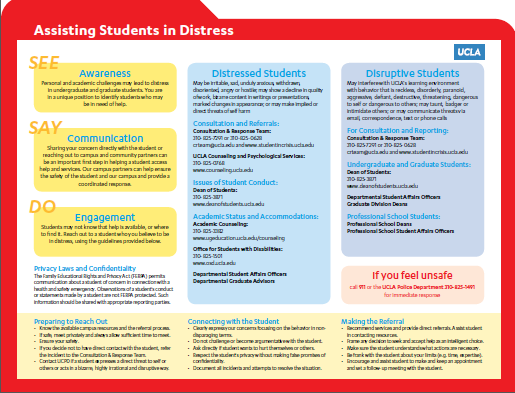 Assisting Students in Distress
UCLA
SEE
Awareness
Personal and academic challenges may lead to distress
in undergraduate and graduate students. You are
in a unique position to identify students who may
be in need of help.
SAY
Communication
Sharing your concern directly with the student or
reaching out to campus and community partners can
be an important first step in helping a student access
help and services. Our campus partners can help ensure
the safety of the student and our campus and provide a
coordinated response.
DO
Engagement
Students may not know that help is available, or where
to find it. Reach out to a student who you believe to be
in distress, using the guidelines provided below.
Privacy Laws and Confidentiality
The Family Educational Rights and Privacy Act (FERPA) permits
communication about a student of concern in connection with a
health and safety emergency. Observations of a student's conduct
or statements made by a student are not FERPA protected. Such
information should be shared with appropriate reporting parties.
Distressed Students
May be irritable, sad, unduly anxious, withdrawn,
disorganized, angry or hostile; may show a decline in quality
of work, bizarre content in writings or presentations,
marked changes in appearance; or may make implied or
direct threats of self harm
Consultation and Referrals:
Consultation & Response Team:
310-825-7291 or 310-825-0628
crteam@ucla.edu and www.studentincrisis.ucla.edu
UCLA Counseling and Psychological Services:
310-825-0768
www.counseling.ucla.edu
Issues of Student Conduct:
Dean of Students:
310-825-3871
www.deanofstudents.ucla.edu
Academic Status and Accommodations:
Academic Counseling:
310-825-3382
www.ugeducation.ucla.edu/counseling
Office for Students with Disabilities:
310-825-1501
www.osd.ucla.edu
Departmental Student Affairs Officers
Departmental Graduate Advisors
Disruptive Students
May interfere with UCLA's learning environment
with behavior that is reckless, disorderly, paranoid,
aggressive, defiant, destructive, threatening, dangerous
to self or dangerous to others; may taunt, badger or
intimidate others; or may communicate threats via
email, correspondence, text or phone calls
For Consultation and Reporting:
Consultation & Response Team:
310-825-7291 or 310-825-0628
crteam@ucla.edu and www.studentincrisis.ucla.edu
Undergraduate and Graduate Students:
Dean of Students:
310-825-3871
www.deanofstudents.ucla.edu
Departmental Student Affairs Officers
Graduate Division Deans
Professional School Students:
Professional School Deans
Professional School Student Affairs Officers
If you feel unsafe
call 911 or the UCLA Police Department 310-825-1491
for immediate response
Preparing to Reach Out
• Know the available campus resources and the referral process.
• If safe, meet privately and always allow sufficient time to meet.
• Ensure your safety.
• If you decide not to have direct contact with the student, refer
the incident to the Consultation & Response Team.
• Contact UCPD if a student expresses a direct threat to self or
others or acts in a bizarre, highly irrational and disruptive way.
Connecting with the Student
• Clearly express your concerns focusing on the behavior in non-
disparaging terms.
• Do not challenge or become argumentative with the student.
• Ask directly if student wants to hurt themselves or others.
• Respect the student's privacy without making false promises of
confidentiality.
• Document all incidents and attempts to resolve the situation.
Making the Referral
• Recommend services and provide direct referrals. Assist student
in contacting resources.
• Frame any decision to seek and accept help as an intelligent choice.
• Make sure the student understands what actions are necessary.
• Be frank with the student about your limits (e.g. time, expertise).
• Encourage and assist student to make and keep an appointment
and set a follow-up meeting with the student.